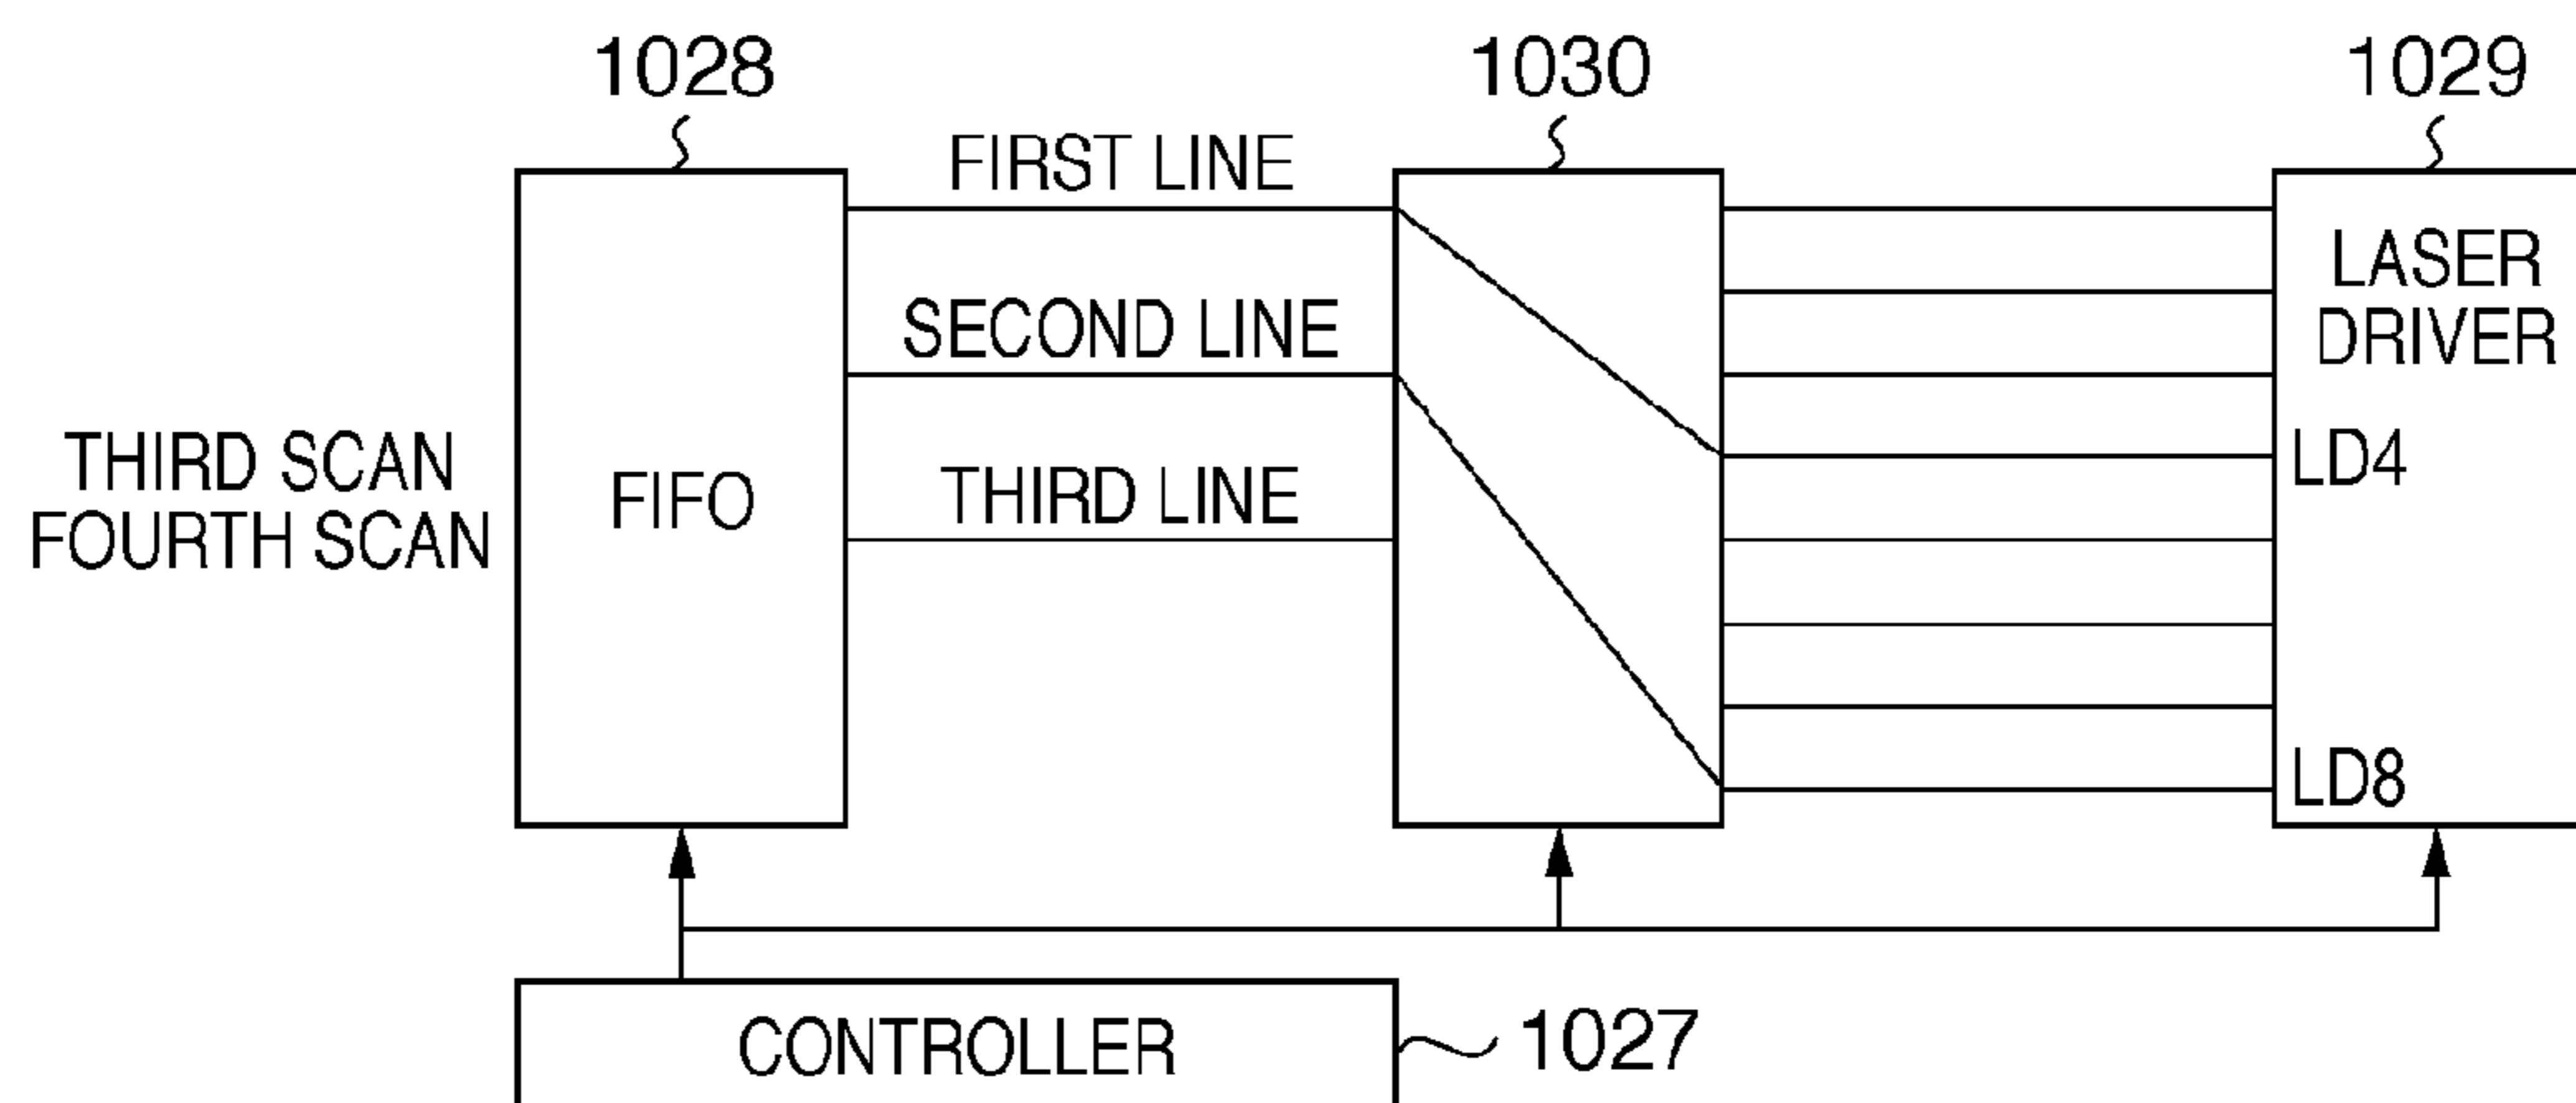 1028
1030
1029
FIRST LINE
SECOND LINE
THIRD LINE
THIRD SCAN
FOURTH SCAN
FIFO
LASER
DRIVER
LD4
LD8
CONTROLLER
1027